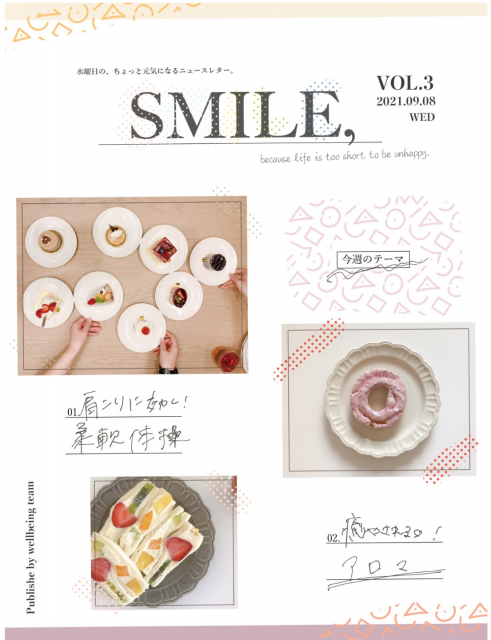 水曜日の、ちょっと元気になるニュースレター。
VOL.3
2021.09.08
WED
SMILE,
because life is too short to be unhappy.
今週のテーマ
01. 肩こりに効く!
柔軟体操
Publishe by wellbeing team
02. 癒やされる
アロマ